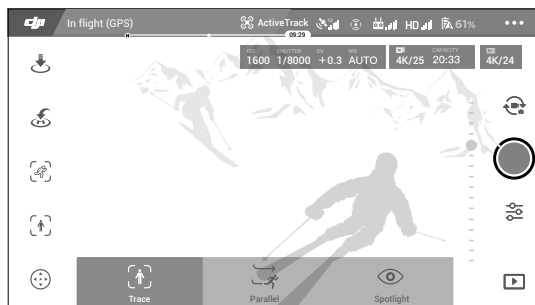 dji In flight (GPS) ActiveTrack HD 61%
H 09:29
ISO SHUTTER EV WB CAPACITY
1600 1/8000 +0.3 AUTO 4K/25 20:33 4K/24
Trace Parallel Spotlight